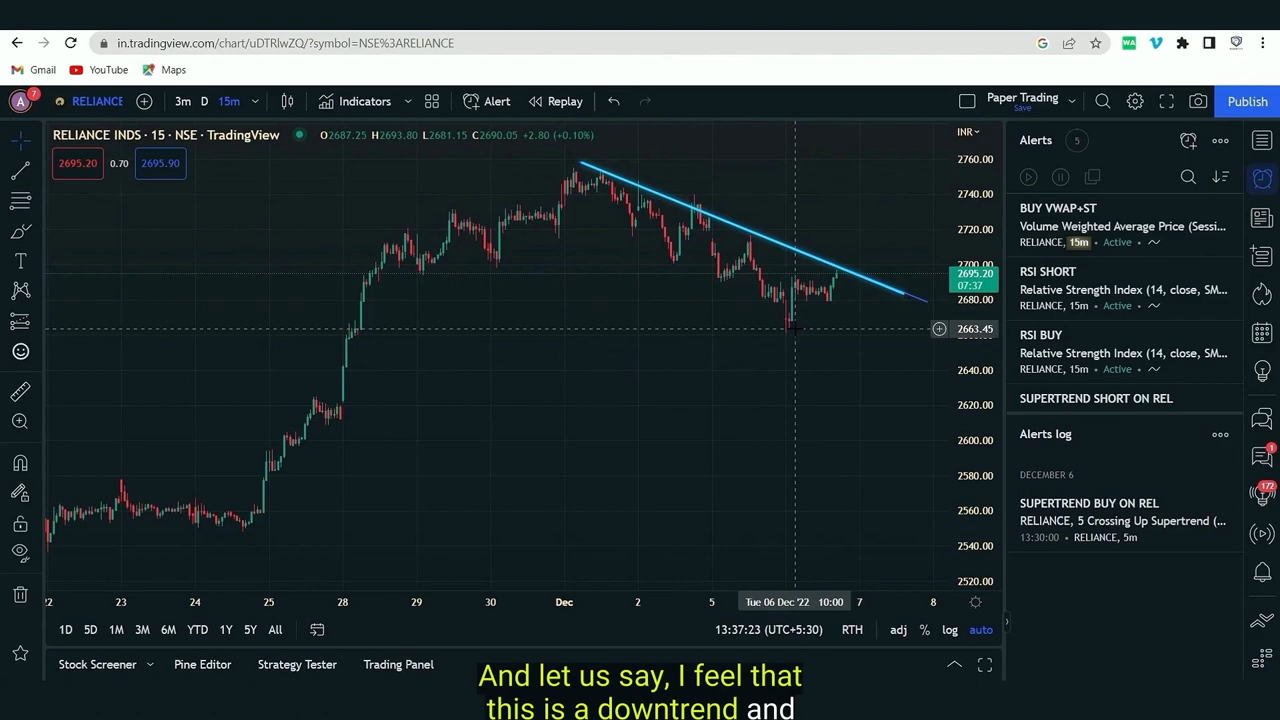 in.tradingview.com/chart/uDTRlwZQ/?symbol=NSE%3ARELIANCE
Gmail YouTube Maps
A 7 RELIANCE 3m D 15m Indicators Alert Replay Paper Trading Save Publish
RELIANCE INDS · 15 · NSE · TradingView O2687.25 H2693.80 L2681.15 C2690.05 +2.80 (+0.10%) INR
2695.20 0.70 2695.90
2760.00
2740.00
2720.00
2700.00
2695.20
07:37
2680.00
2663.45
2640.00
2620.00
2600.00
2580.00
2560.00
2540.00
2520.00
22 23 24 25 28 29 30 Dec 2 5 Tue 06 Dec '22 10:00 7 8
1D 5D 1M 3M 6M YTD 1Y 5Y All 13:37:23 (UTC+5:30) RTH adj % log auto
Stock Screener Pine Editor Strategy Tester Trading Panel
Alerts 5
BUY VWAP+ST
Volume Weighted Average Price (Sessi...
RELIANCE, 15m • Active
RSI SHORT
Relative Strength Index (14, close, SM...
RELIANCE, 15m • Active
RSI BUY
Relative Strength Index (14, close, SM...
RELIANCE, 15m • Active
SUPERTREND SHORT ON REL
Alerts log
DECEMBER 6
SUPERTREND BUY ON REL
RELIANCE, 5 Crossing Up Supertrend (...
13:30:00 • RELIANCE, 5m
1
172
And let us say, I feel that
this is a downtrend and